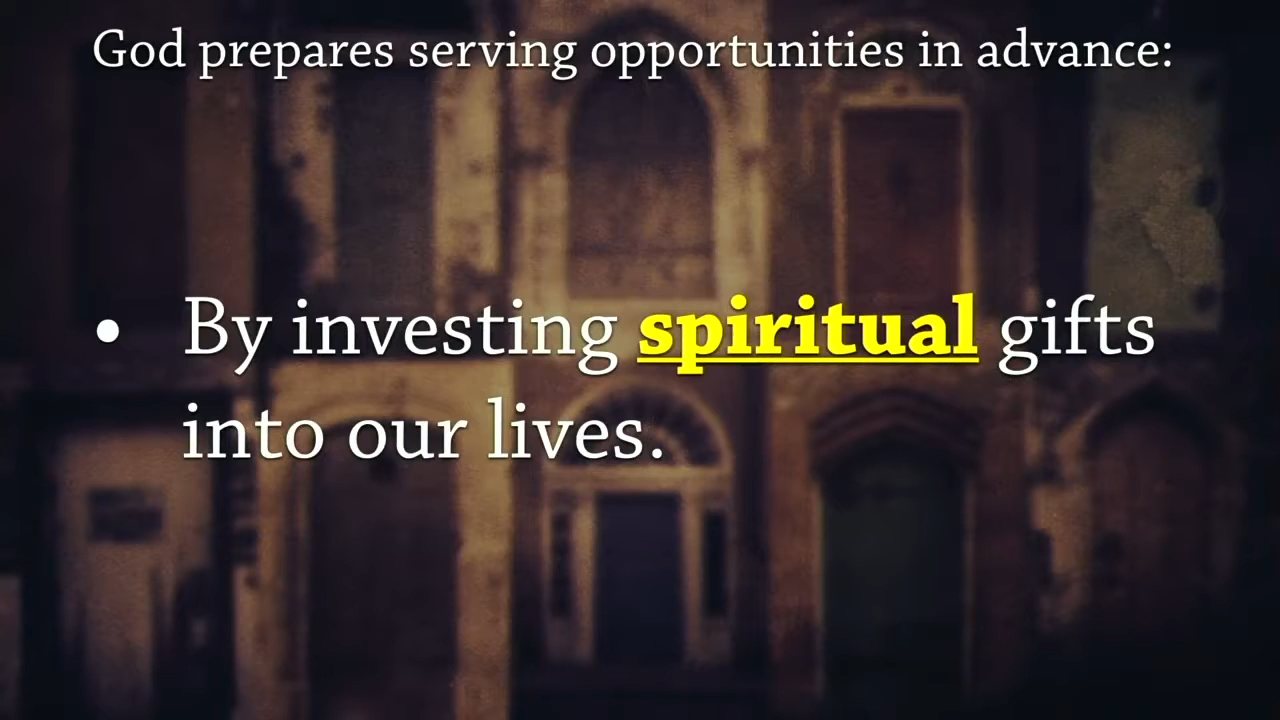 God prepares serving opportunities in advance:
• By investing spiritual gifts
into our lives.